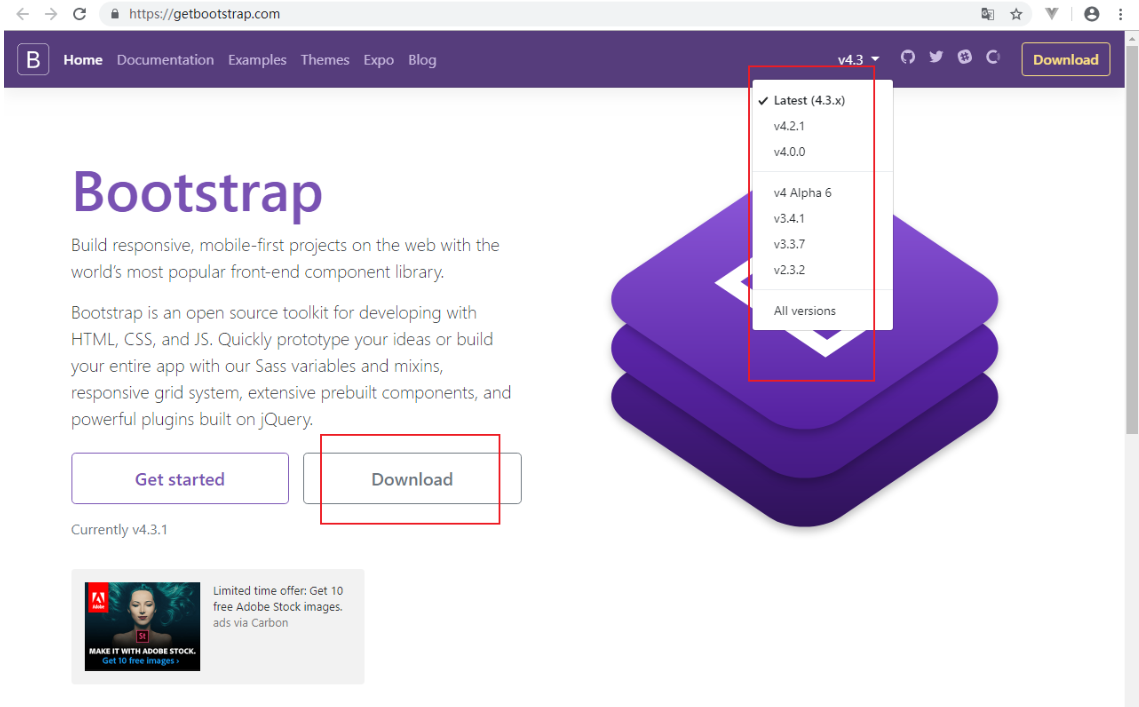 https://getbootstrap.com
B Home Documentation Examples Themes Expo Blog v4.3 Download
Latest (4.3.x)
v4.2.1
v4.0.0
v4 Alpha 6
v3.4.1
v3.3.7
v2.3.2
All versions
Bootstrap
Build responsive, mobile-first projects on the web with the
world's most popular front-end component library.
Bootstrap is an open source toolkit for developing with
HTML, CSS, and JS. Quickly prototype your ideas or build
your entire app with our Sass variables and mixins,
responsive grid system, extensive prebuilt components, and
powerful plugins built on jQuery.
Get started Download
Currently v4.3.1
Adobe
St
MAKE IT WITH ADOBE STOCK.
Get 10 free images ›
Limited time offer: Get 10
free Adobe Stock images.
ads via Carbon